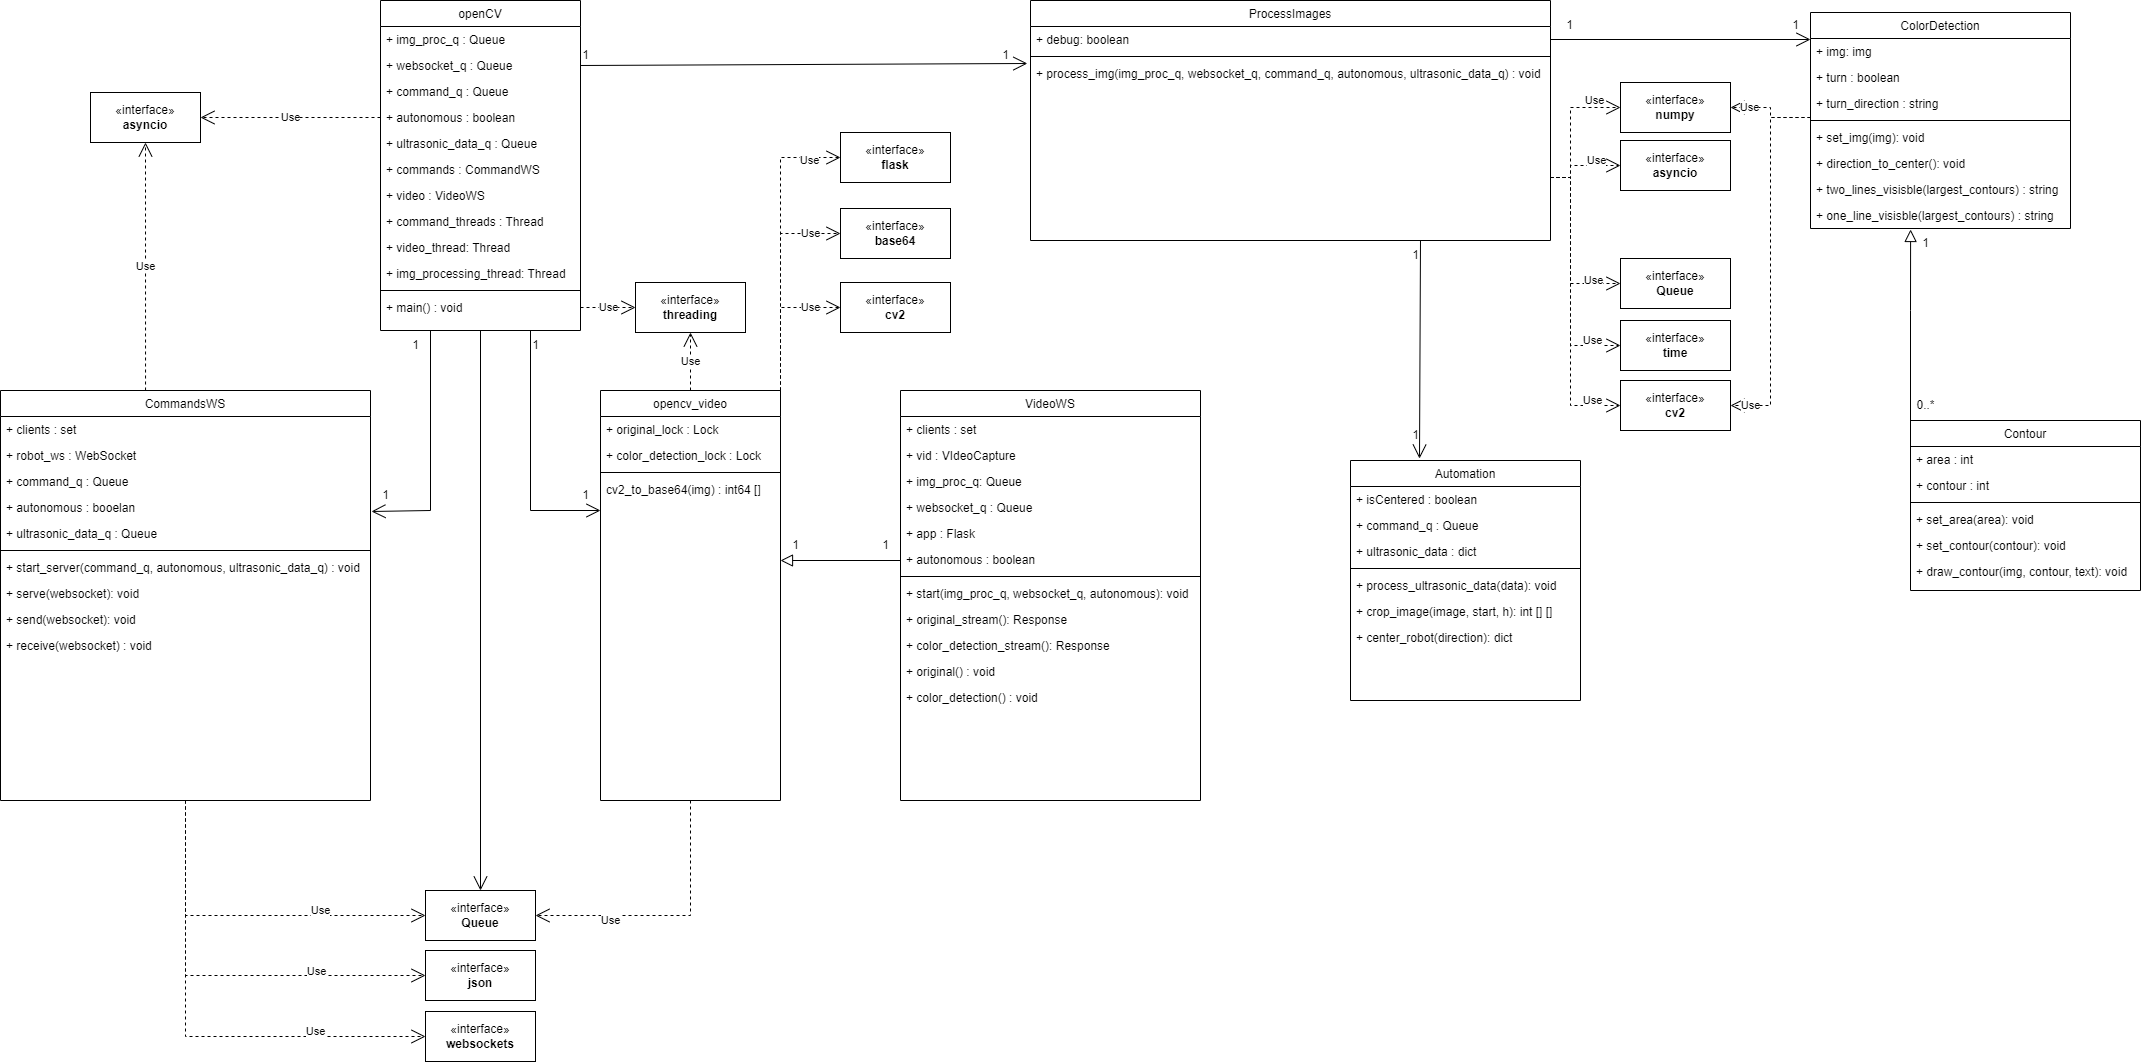 openCV
+ img_proc_q : Queue
+ websocket_q : Queue
+ command_q : Queue
+ autonomous : boolean
+ ultrasonic_data_q : Queue
+ commands : CommandWS
+ video : VideoWS
+ command_threads : Thread
+ video_thread: Thread
+ img_processing_thread: Thread
+ main() : void
1
1
1
1
1
1
ProcessImages
+ debug: boolean
+ process_img(img_proc_q, websocket_q, command_q, autonomous, ultrasonic_data_q) : void
1
1
1
1
ColorDetection
+ img: img
+ turn : boolean
+ turn_direction : string
+ set_img(img): void
+ direction_to_center(): void
+ two_lines_visisble(largest_contours) : string
+ one_line_visisble(largest_contours) : string
1
0..*
Contour
+ area : int
+ contour : int
+ set_area(area): void
+ set_contour(contour): void
+ draw_contour(img, contour, text): void
«interface»
asyncio
Use
Use
«interface»
flask
Use
«interface»
base64
Use
«interface»
cv2
Use
«interface»
threading
Use
Use
«interface»
numpy
Use
Use
«interface»
asyncio
Use
«interface»
Queue
Use
«interface»
time
Use
«interface»
cv2
Use
Use
CommandsWS
+ clients : set
+ robot_ws : WebSocket
+ command_q : Queue
+ autonomous : booelan
+ ultrasonic_data_q : Queue
+ start_server(command_q, autonomous, ultrasonic_data_q) : void
+ serve(websocket): void
+ send(websocket): void
+ receive(websocket) : void
opencv_video
+ original_lock : Lock
+ color_detection_lock : Lock
cv2_to_base64(img) : int64 []
1
1
VideoWS
+ clients : set
+ vid : VIdeoCapture
+ img_proc_q: Queue
+ websocket_q : Queue
+ app : Flask
+ autonomous : boolean
+ start(img_proc_q, websocket_q, autonomous): void
+ original_stream(): Response
+ color_detection_stream(): Response
+ original() : void
+ color_detection() : void
Automation
+ isCentered : boolean
+ command_q : Queue
+ ultrasonic_data : dict
+ process_ultrasonic_data(data): void
+ crop_image(image, start, h): int [] []
+ center_robot(direction): dict
«interface»
Queue
Use
Use
«interface»
json
Use
«interface»
websockets
Use